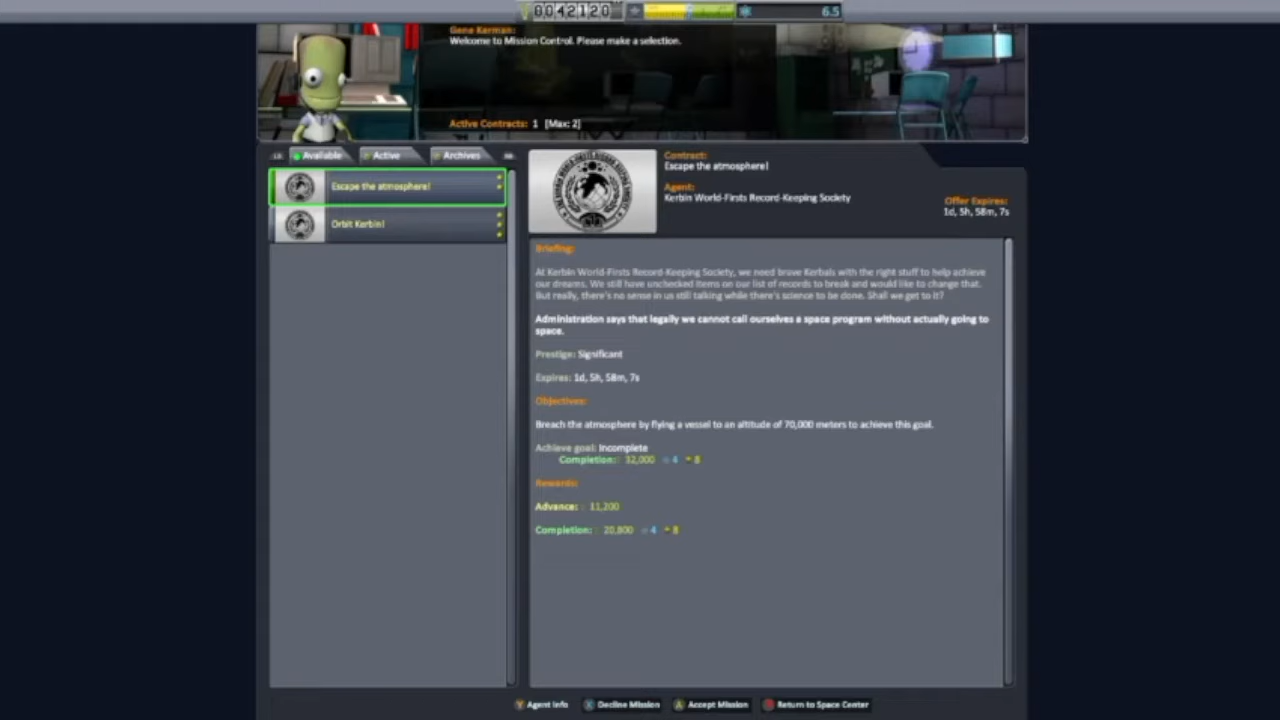 0042120
6.5
Gene Kerman:
Welcome to Mission Control. Please make a selection.
Active Contracts: 1 [Max: 2]
Available
Active
Archives
Escape the atmosphere!
Orbit Kerbin!
Contract:
Escape the atmosphere!
Agent:
Kerbin World-Firsts Record-Keeping Society
Offer Expires:
1d, 5h, 58m, 7s
Briefing:
At Kerbin World-Firsts Record-Keeping Society, we need brave Kerbals with the right stuff to help achieve
our dreams. We still have unchecked items on our list of records to break and would like to change that.
But really, there's no sense in us still talking while there's science to be done. Shall we get to it?
Administration says that legally we cannot call ourselves a space program without actually going to
space.
Prestige: Significant
Expires: 1d, 5h, 58m, 7s
Objectives:
Breach the atmosphere by flying a vessel to an altitude of 70,000 meters to achieve this goal.
Achieve goal: Incomplete
Completion: 32,000 4 8
Rewards:
Advance: 11,200
Completion: 20,800 4 8
Y Agent Info X Decline Mission A Accept Mission Return to Space Center